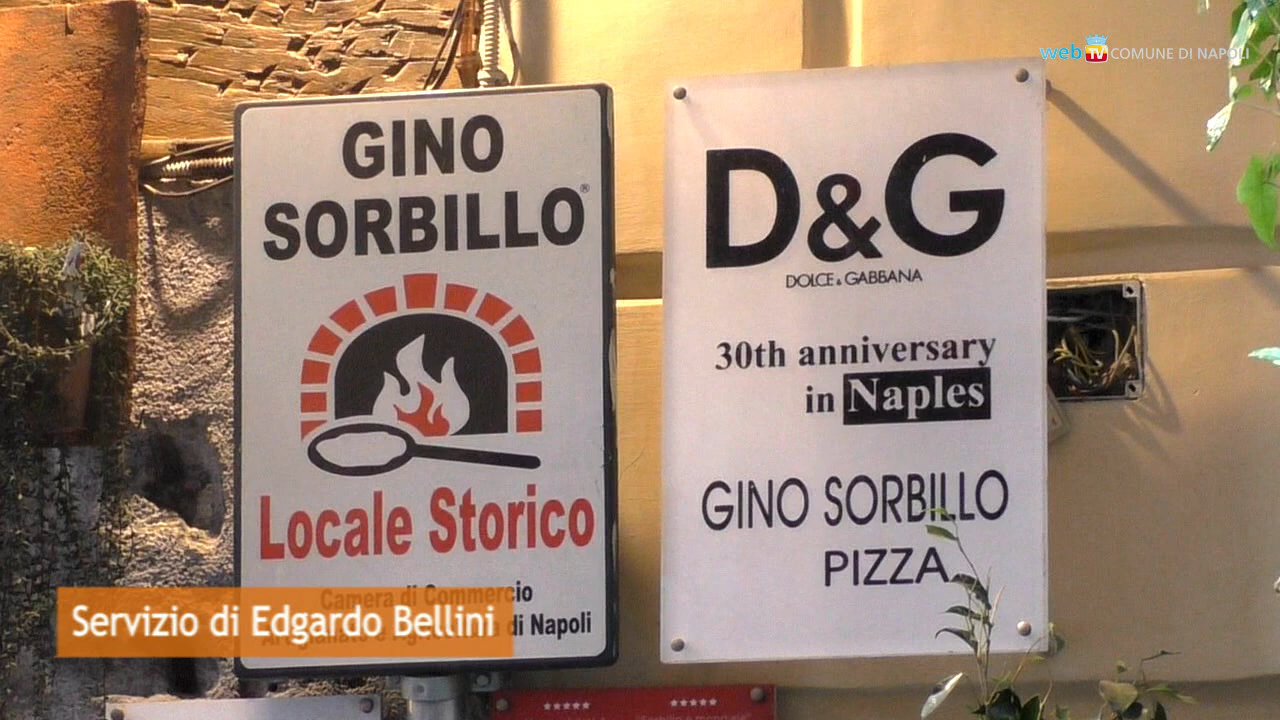 web TV COMUNE DI NAPOLI
GINO
SORBILLO®
Locale Storico
Camera di Commercio
di Napoli
D&G
DOLCE & GABBANA
30th anniversary
in Naples
GINO SORBILLO
PIZZA
Servizio di Edgardo Bellini